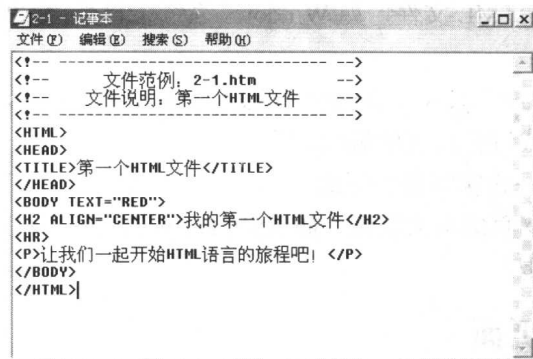 2-1 - 记事本
文件(F) 编辑(E) 搜索(S) 帮助(H)
<!-- ------------------------------- -->
<!-- 文件范例：2-1.htm -->
<!-- 文件说明：第一个HTML文件 -->
<!-- ------------------------------- -->
<HTML>
<HEAD>
<TITLE>第一个HTML文件</TITLE>
</HEAD>
<BODY TEXT="RED">
<H2 ALIGN="CENTER">我的第一个HTML文件</H2>
<HR>
<P>让我们一起开始HTML语言的旅程吧！</P>
</BODY>
</HTML>